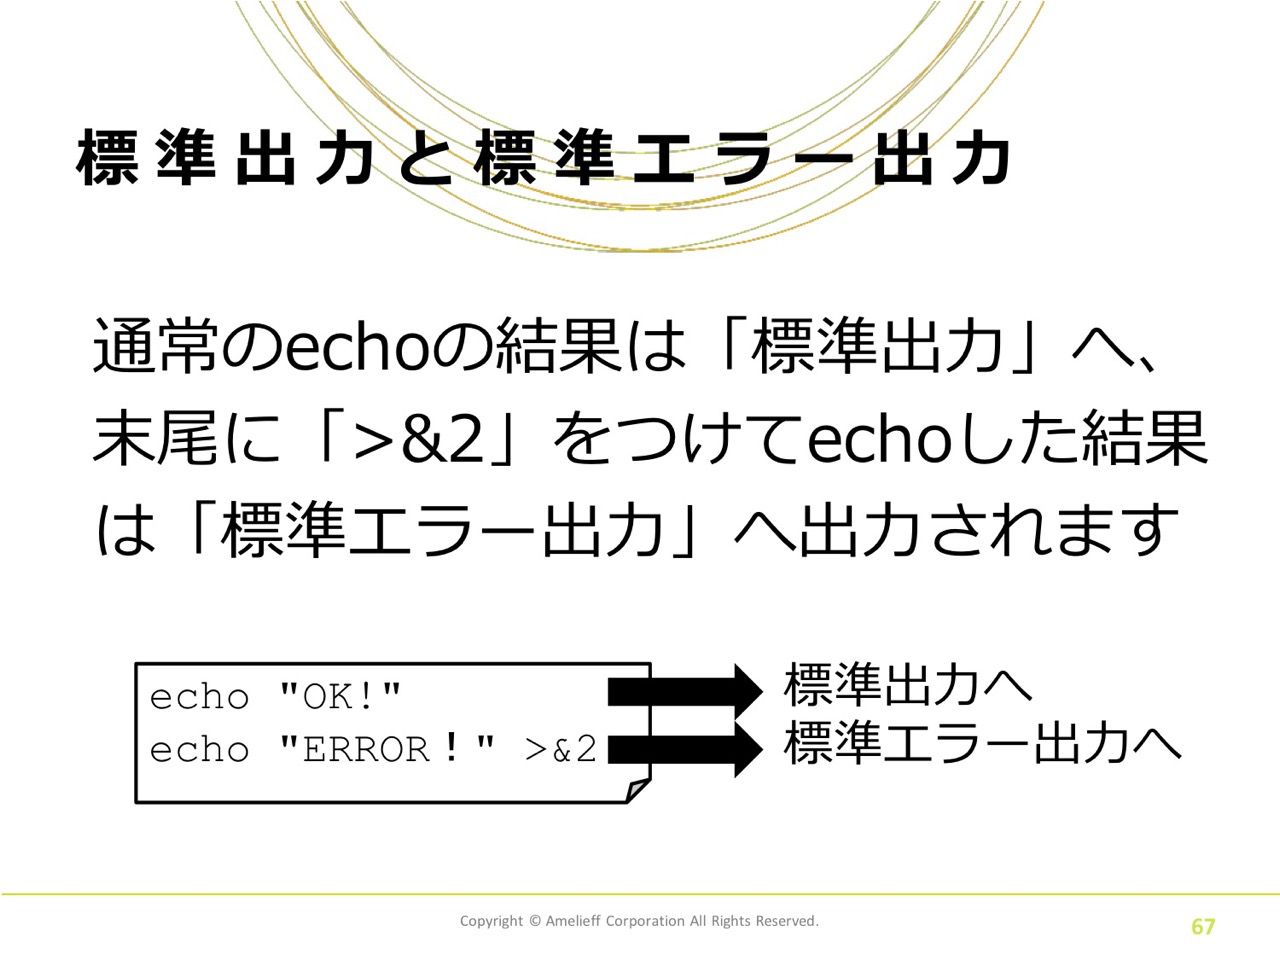 標準出力と標準エラー出力
通常のechoの結果は「標準出力」へ、
末尾に「>&2」をつけてechoした結果
は「標準エラー出力」へ出力されます
echo "OK!"
標準出力へ
echo "ERROR！" >&2
標準エラー出力へ
Copyright © Amelieff Corporation All Rights Reserved.
67